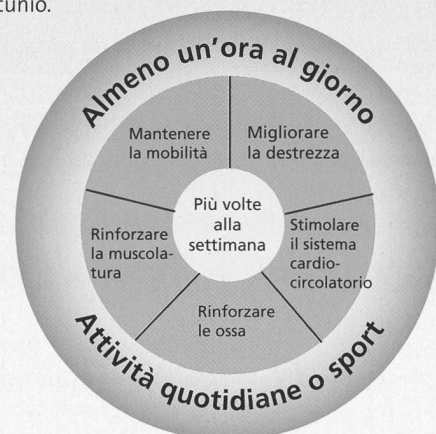 tunio.
Almeno un'ora al giorno
Mantenere
la mobilità
Migliorare
la destrezza
Più volte
alla
settimana
Rinforzare
la muscola-
tura
Stimolare
il sistema
cardio-
circolatorio
Rinforzare
le ossa
Attività quotidiane o sport